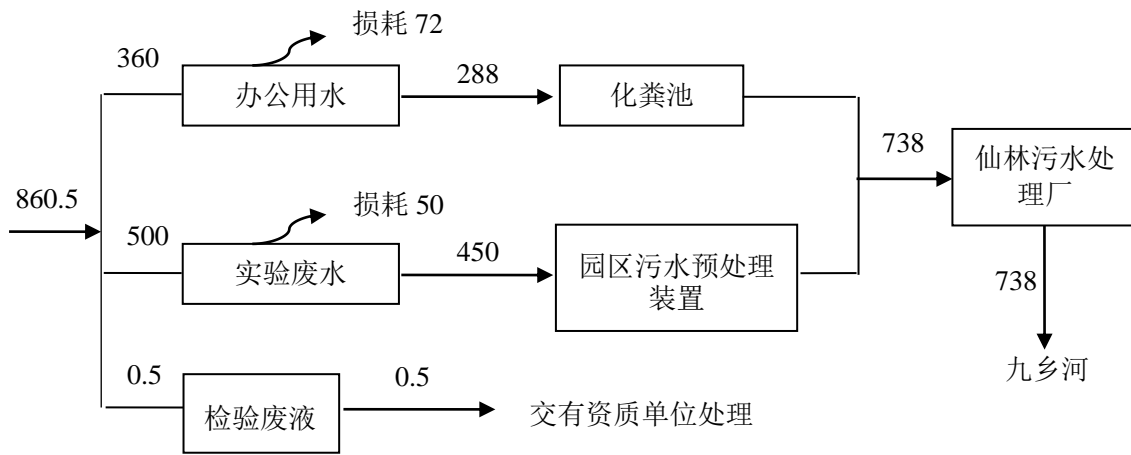 损耗 72
360
办公用水
288
化粪池
738
仙林污水处
理厂
860.5
损耗 50
500
实验废水
450
园区污水预处理
装置
738
九乡河
0.5
检验废液
0.5
交有资质单位处理